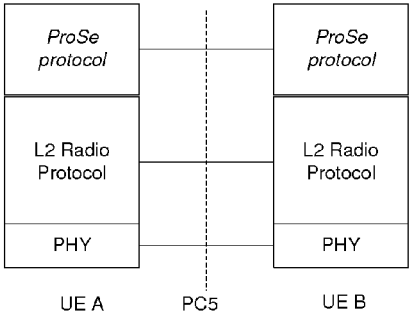 ProSe
protocol
ProSe
protocol
L2 Radio
Protocol
L2 Radio
Protocol
PHY
PHY
UE A
PC5
UE B